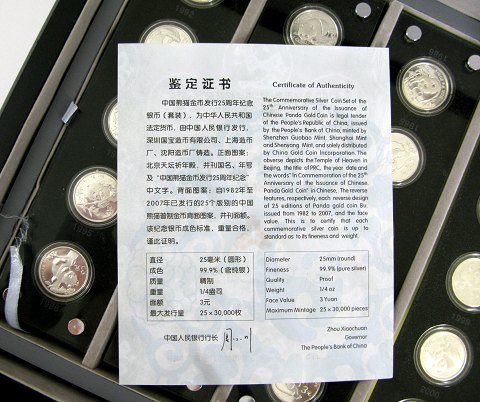 鉴定证书
中国熊猫金币发行25周年纪念
银币（套装），为中华人民共和
国法定货币，由中国人民银行发行，
深圳国宝造币有限公司、上海造币
厂、沈阳造币厂铸造。正面图案：
北京天坛祈年殿，并刊国名、年号
及“中国熊猫金币发行25周年纪念”
中文字。背面图案：自1982年至
2007年已发行的25个版别的中国
熊猫普制金币背面图案，并刊面额。
该纪念银币成色标准，重量合格，
谨此证明。
直径 25毫米（圆形）
成色 99.9%（含纯银）
质量 精制
重量 1/4盎司
面额 3元
最大发行量 25 x 30,000枚
中国人民银行行长
Certificate of Authenticity
The Commemorative Silver Coin Set of the
25th Anniversary of the Issuance of
Chinese Panda Gold Coin is legal tender
of the People's Republic of China, issued
by the People's Bank of China, minted by
Shenzhen Guobao Mint, Shanghai Mint
and Shenyang Mint, and solely distributed
by China Gold Coin Incorporation. The
obverse depicts the Temple of Heaven in
Beijing, the title of PRC, the year date and
the words" In Commemoration of the 25th
Anniversary of the Issuance of Chinese
Panda Gold Coin" in Chinese. The reverse
features, respectively, each reverse design
of 25 editions of Panda gold coin Bu.
issued from 1982 to 2007, and the face
value. This is to certify that each
commemorative silver coin is up to
standard as to its fineness and weight.
Diameter 25mm (round)
Fineness 99.9% (pure silver)
Quality Proof
Weight 1/4 oz
Face Value 3 Yuan
Maximum Mintage 25 x 30,000 pieces
Zhou Xiaochuan
Governor
The People's Bank of China
1982
1986
1985
2000